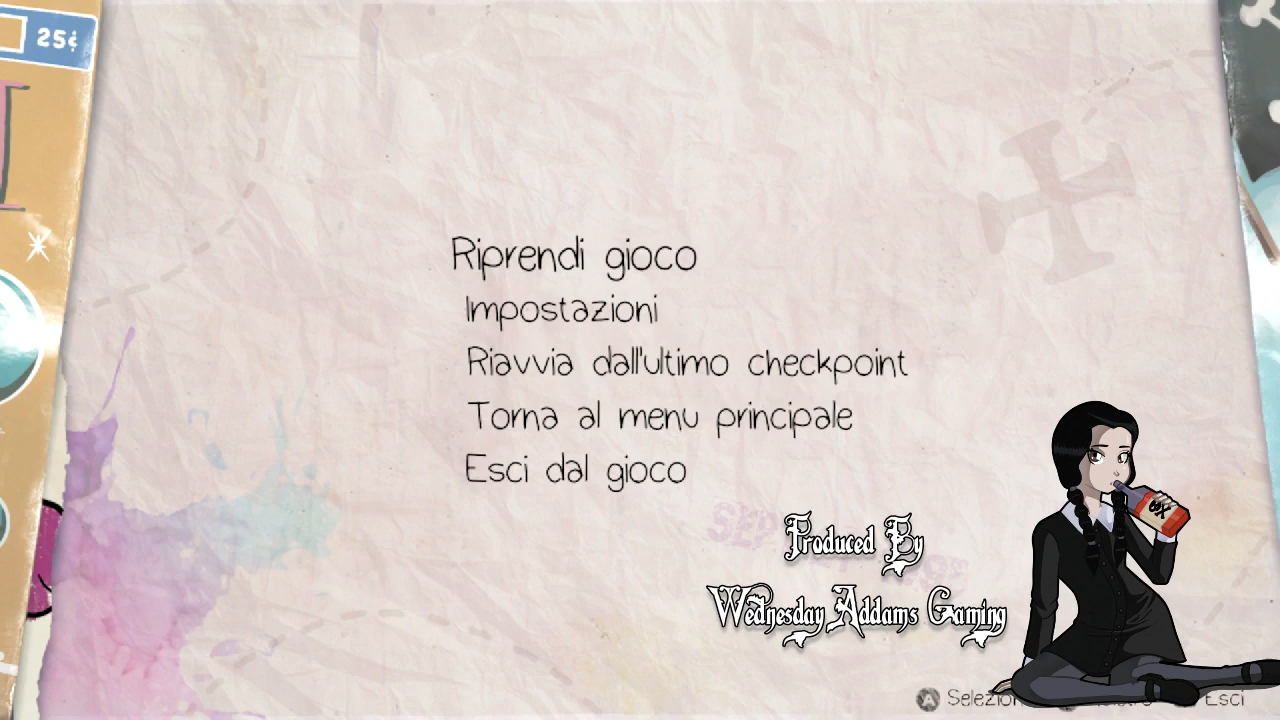 25¢
Riprendi gioco
Impostazioni
Riavvia dall'ultimo checkpoint
Torna al menu principale
Esci dal gioco
Produced By
Wednesday Addams Gaming
A Esci